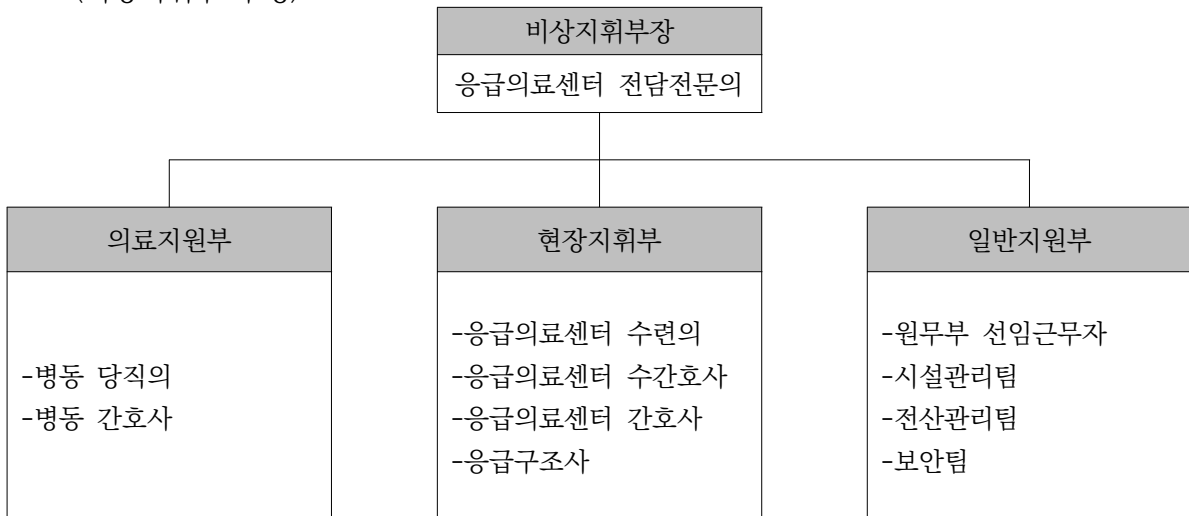 비상지휘부장
응급의료센터 전담전문의
의료지원부
-병동 당직의
-병동 간호사
현장지휘부
-응급의료센터 수련의
-응급의료센터 수간호사
-응급의료센터 간호사
-응급구조사
일반지원부
-원무부 선임근무자
-시설관리팀
-전산관리팀
-보안팀